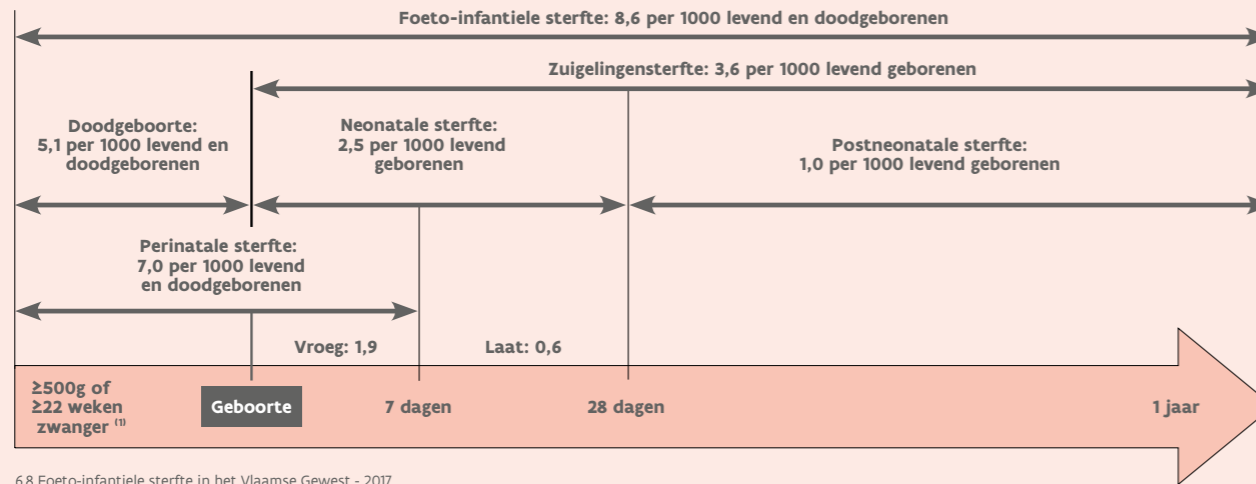 Foeto-infantiele sterfte: 8,6 per 1000 levend en doodgeborenen
Zuigelingensterfte: 3,6 per 1000 levend geborenen
Doodgeboorte:
5,1 per 1000 levend en
doodgeborenen
Neonatale sterfte:
2,5 per 1000 levend
geborenen
Postneonatale sterfte:
1,0 per 1000 levend geborenen
Perinatale sterfte:
7,0 per 1000 levend
en doodgeborenen
Vroeg: 1,9
Laat: 0,6
≥500g of
≥22 weken
zwanger (1)
Geboorte
7 dagen
28 dagen
1 jaar
6.8 Foeto-infantiele sterfte in het Vlaamse Gewest - 2017